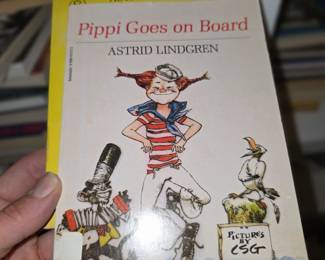 Pippi Goes on Board
ASTRID LINDGREN
PICTURES
BY
CSG